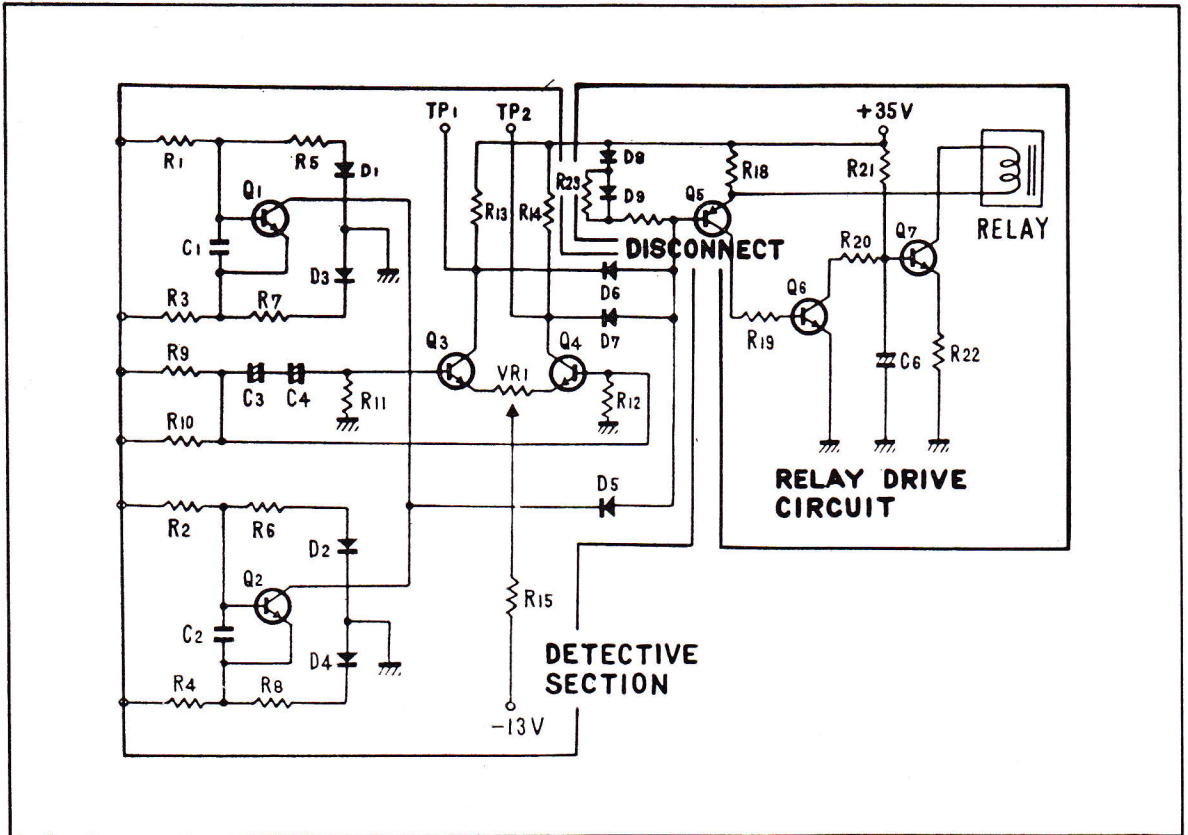 TP1 TP2
+35V
R1 R5 D1
D8
R18 R21
R23 D9 Q5
Q1
R13 R14
RELAY
C1
DISCONNECT
R20 Q7
D3
D6
Q6
R3 R7
D7
R19
Q3 Q4
R9
VR1
C6 R22
C3 C4 R11 R12
R10
RELAY DRIVE
CIRCUIT
D5
R2 R6
D2
Q2
R15
C2
D4
DETECTIVE
SECTION
R4 R8
-13V